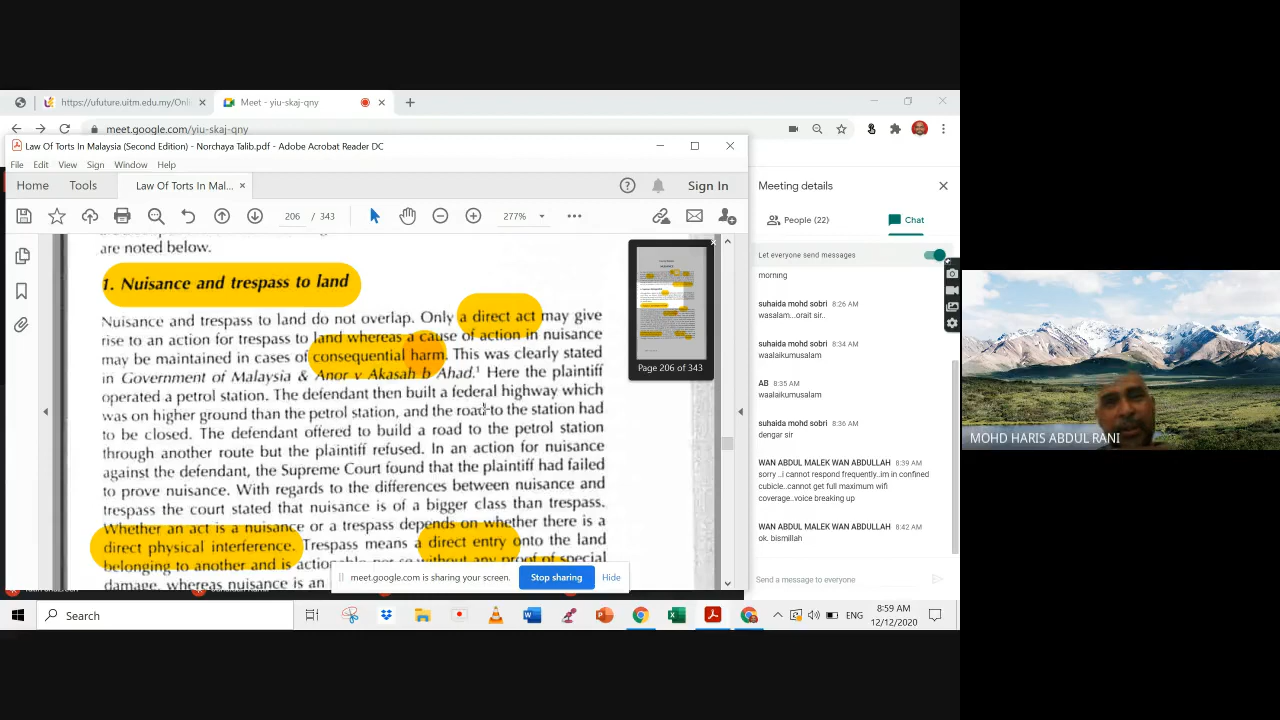 https://ufuture.uitm.edu.my/Onli
Meet - yiu-skaj-qny
meet.google.com/yiu-skaj-qny
Law Of Torts In Malaysia (Second Edition) - Norchaya Talib.pdf - Adobe Acrobat Reader DC
File Edit View Sign Window Help
Home Tools Law Of Torts In Mal... Sign In
206 / 343 277%
are noted below.
1. Nuisance and trespass to land
Nuisance and trespass to land do not overlap. Only a direct act may give
rise to an action for trespass to land whereas a cause of action in nuisance
may be maintained in cases of consequential harm. This was clearly stated
in Government of Malaysia & Anor v Akasah b Ahad.¹ Here the plaintiff
operated a petrol station. The defendant then built a federal highway which
was on higher ground than the petrol station, and the road to the station had
to be closed. The defendant offered to build a road to the petrol station
through another route but the plaintiff refused. In an action for nuisance
against the defendant, the Supreme Court found that the plaintiff had failed
to prove nuisance. With regards to the differences between nuisance and
trespass the court stated that nuisance is of a bigger class than trespass.
Whether an act is a nuisance or a trespass depends on whether there is a
direct physical interference. Trespass means a direct entry onto the land
belonging to another and is actionable per se without any proof of special
damage, whereas nuisance is an
Page 206 of 343
meet.google.com is sharing your screen.
Stop sharing
Hide
Meeting details
People (22)
Chat
Let everyone send messages
morning
suhaida mohd sobri 8:26 AM
wasalam...orait sir..
suhaida mohd sobri 8:34 AM
waalaikumusalam
AB 8:35 AM
waalaikumusalam
suhaida mohd sobri 8:36 AM
dengar sir
WAN ABDUL MALEK WAN ABDULLAH 8:39 AM
sorry ..i cannot respond frequently..im in confined
cubicle..cannot get full maximum wifi
coverage..voice breaking up
WAN ABDUL MALEK WAN ABDULLAH 8:42 AM
ok. bismillah
Send a message to everyone
MOHD HARIS ABDUL RANI
Search
ENG
8:59 AM
12/12/2020